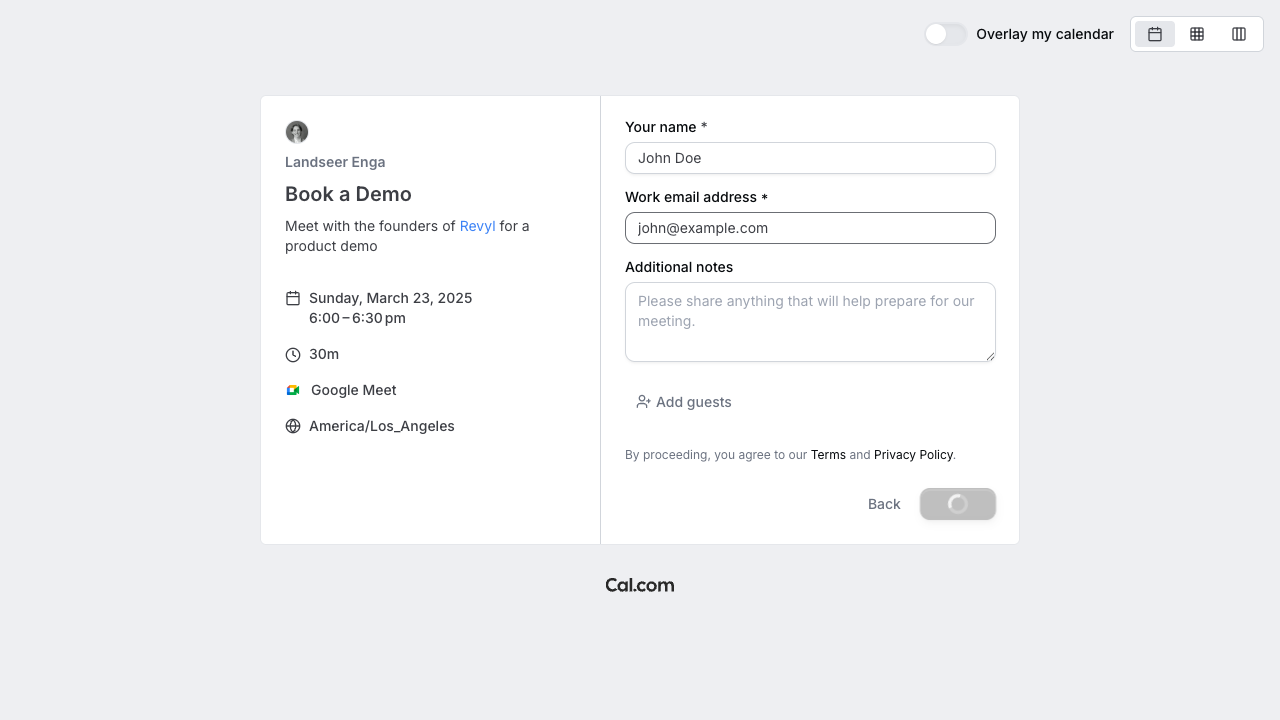 Overlay my calendar
Landseer Enga
Book a Demo
Meet with the founders of Revyl for a
product demo
Sunday, March 23, 2025
6:00 – 6:30 pm
30m
Google Meet
America/Los_Angeles
Your name *
John Doe
Work email address *
john@example.com
Additional notes
Please share anything that will help prepare for our
meeting.
Add guests
By proceeding, you agree to our Terms and Privacy Policy.
Back
Cal.com